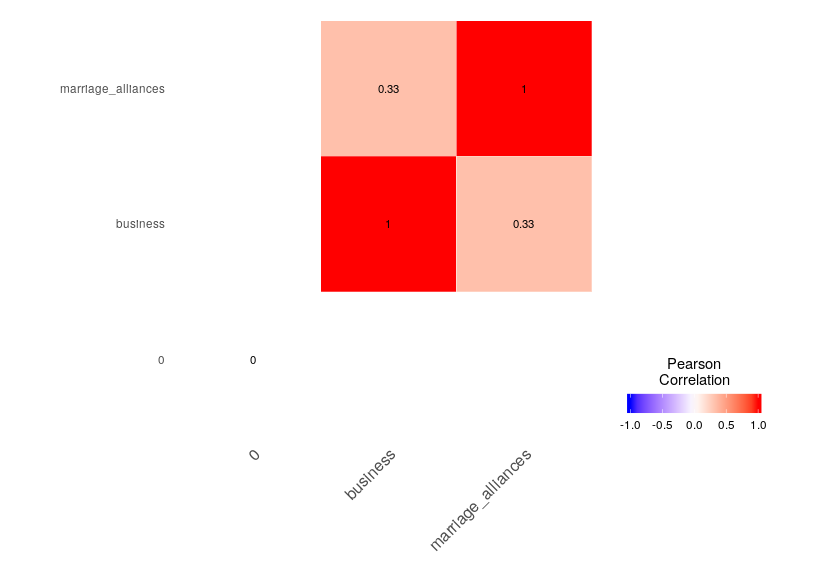 marriage_alliances
0.33
1
business
1
0.33
0
0
Pearson
Correlation
-1.0 -0.5 0.0 0.5 1.0
0
business
marriage_alliances